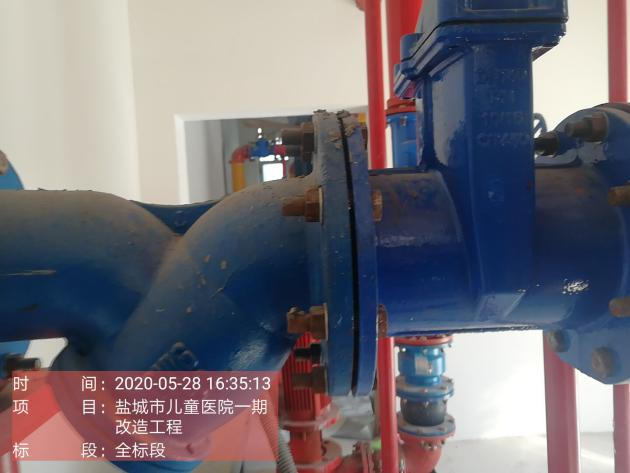 时 间：2020-05-28 16:35:13
项 目：盐城市儿童医院一期
改造工程
标 段：全标段